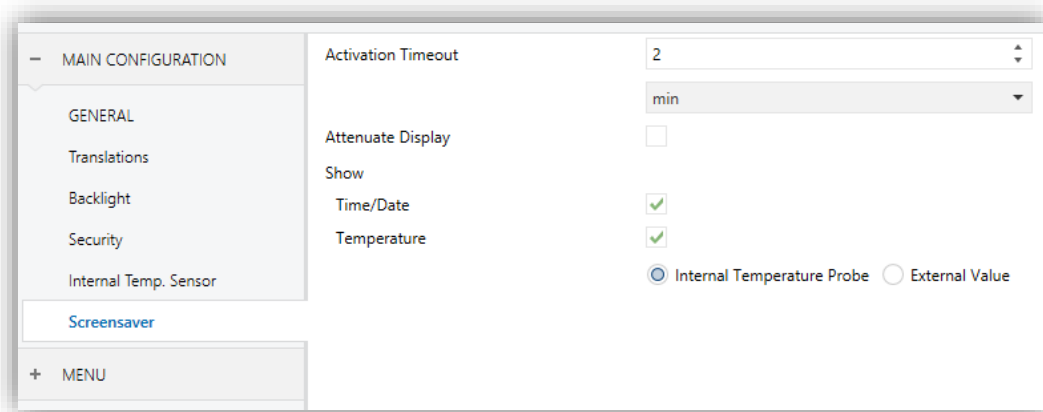 MAIN CONFIGURATION
GENERAL
Translations
Backlight
Security
Internal Temp. Sensor
Screensaver
MENU
Activation Timeout
2
min
Attenuate Display
Show
Time/Date
Temperature
Internal Temperature Probe
External Value